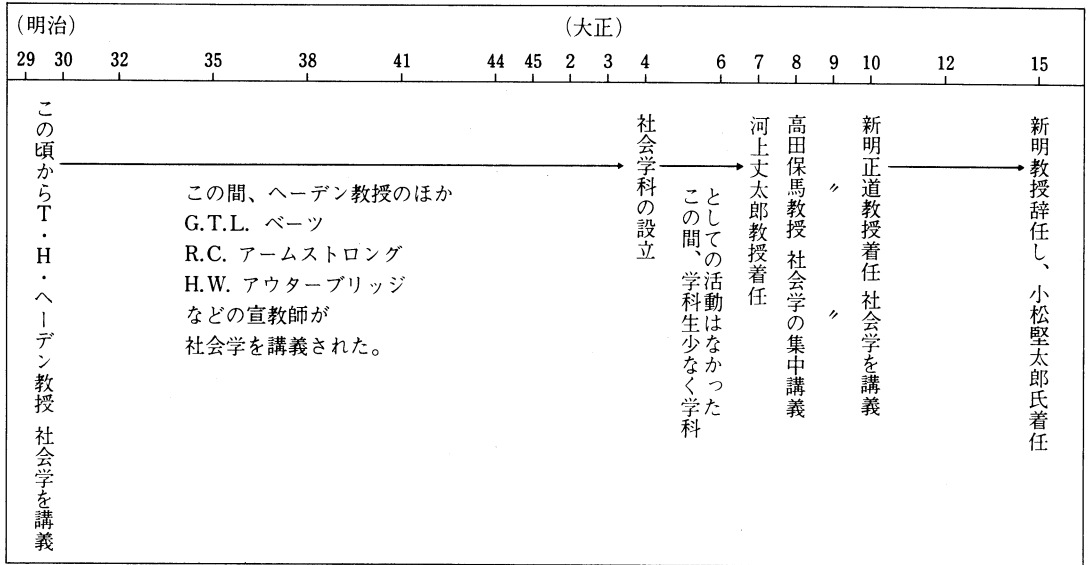 (明治)
(大正)
29 30 32 35 38 41 44 45 2 3 4 6 7 8 9 10 12 15
この頃からT・H・ヘーデン教授 社会学を講義
この間、ヘーデン教授のほか
G.T.L. ベーツ
R.C. アームストロング
H.W. アウターブリッジ
などの宣教師が
社会学を講義された。
社会学科の設立
この間、学科生少なく学科
としての活動はなかった
河上丈太郎教授着任
高田保馬教授 社会学の集中講義
〃 〃
新明正道教授着任 社会学を講義
新明教授辞任し、小松堅太郎氏着任